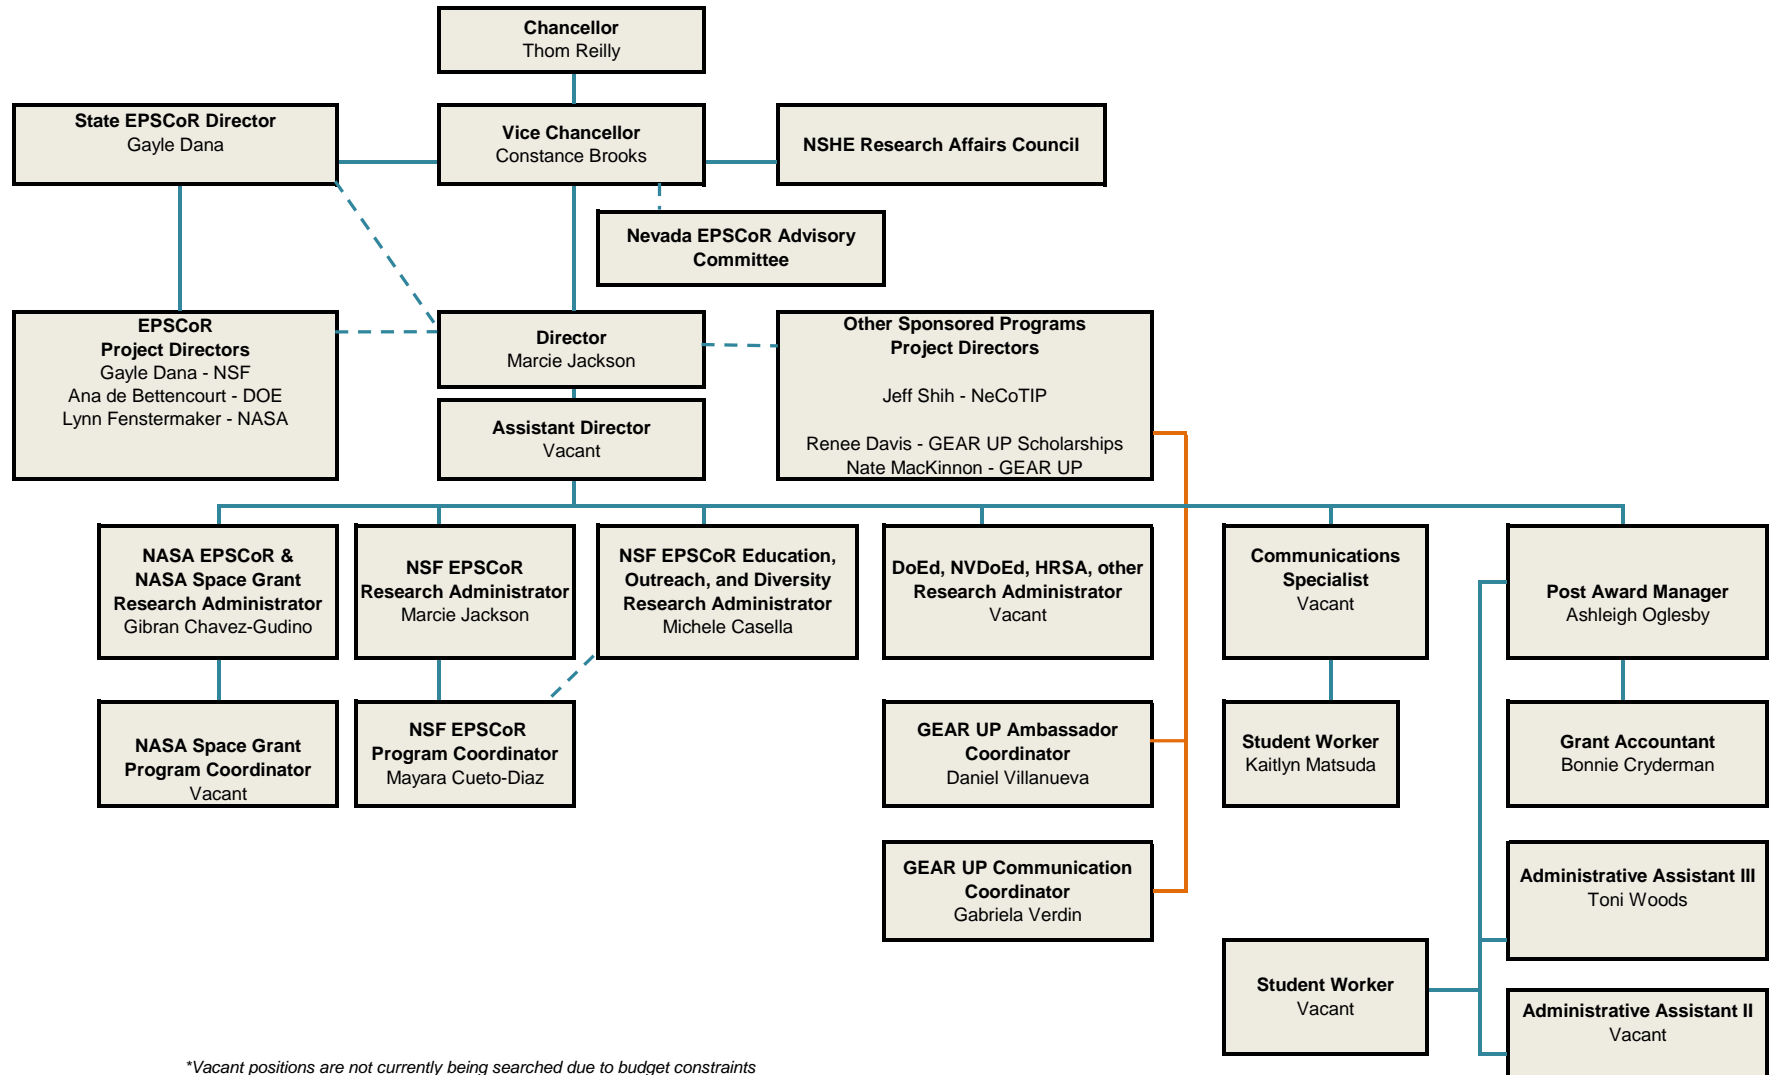 Chancellor
Thom Reilly
State EPSCoR Director
Gayle Dana
Vice Chancellor
Constance Brooks
NSHE Research Affairs Council
Nevada EPSCoR Advisory
Committee
EPSCoR
Project Directors
Gayle Dana - NSF
Ana de Bettencourt - DOE
Lynn Fenstermaker - NASA
Director
Marcie Jackson
Other Sponsored Programs
Project Directors
Jeff Shih - NeCoTIP
Renee Davis - GEAR UP Scholarships
Nate MacKinnon - GEAR UP
Assistant Director
Vacant
NASA EPSCoR &
NASA Space Grant
Research Administrator
Gibran Chavez-Gudino
NSF EPSCoR
Research Administrator
Marcie Jackson
NSF EPSCoR Education,
Outreach, and Diversity
Research Administrator
Michele Casella
DoEd, NVDoEd, HRSA, other
Research Administrator
Vacant
Communications
Specialist
Vacant
Post Award Manager
Ashleigh Oglesby
NASA Space Grant
Program Coordinator
Vacant
NSF EPSCoR
Program Coordinator
Mayara Cueto-Diaz
GEAR UP Ambassador
Coordinator
Daniel Villanueva
Student Worker
Kaitlyn Matsuda
Grant Accountant
Bonnie Cryderman
GEAR UP Communication
Coordinator
Gabriela Verdin
Administrative Assistant III
Toni Woods
Student Worker
Vacant
Administrative Assistant II
Vacant
*Vacant positions are not currently being searched due to budget constraints